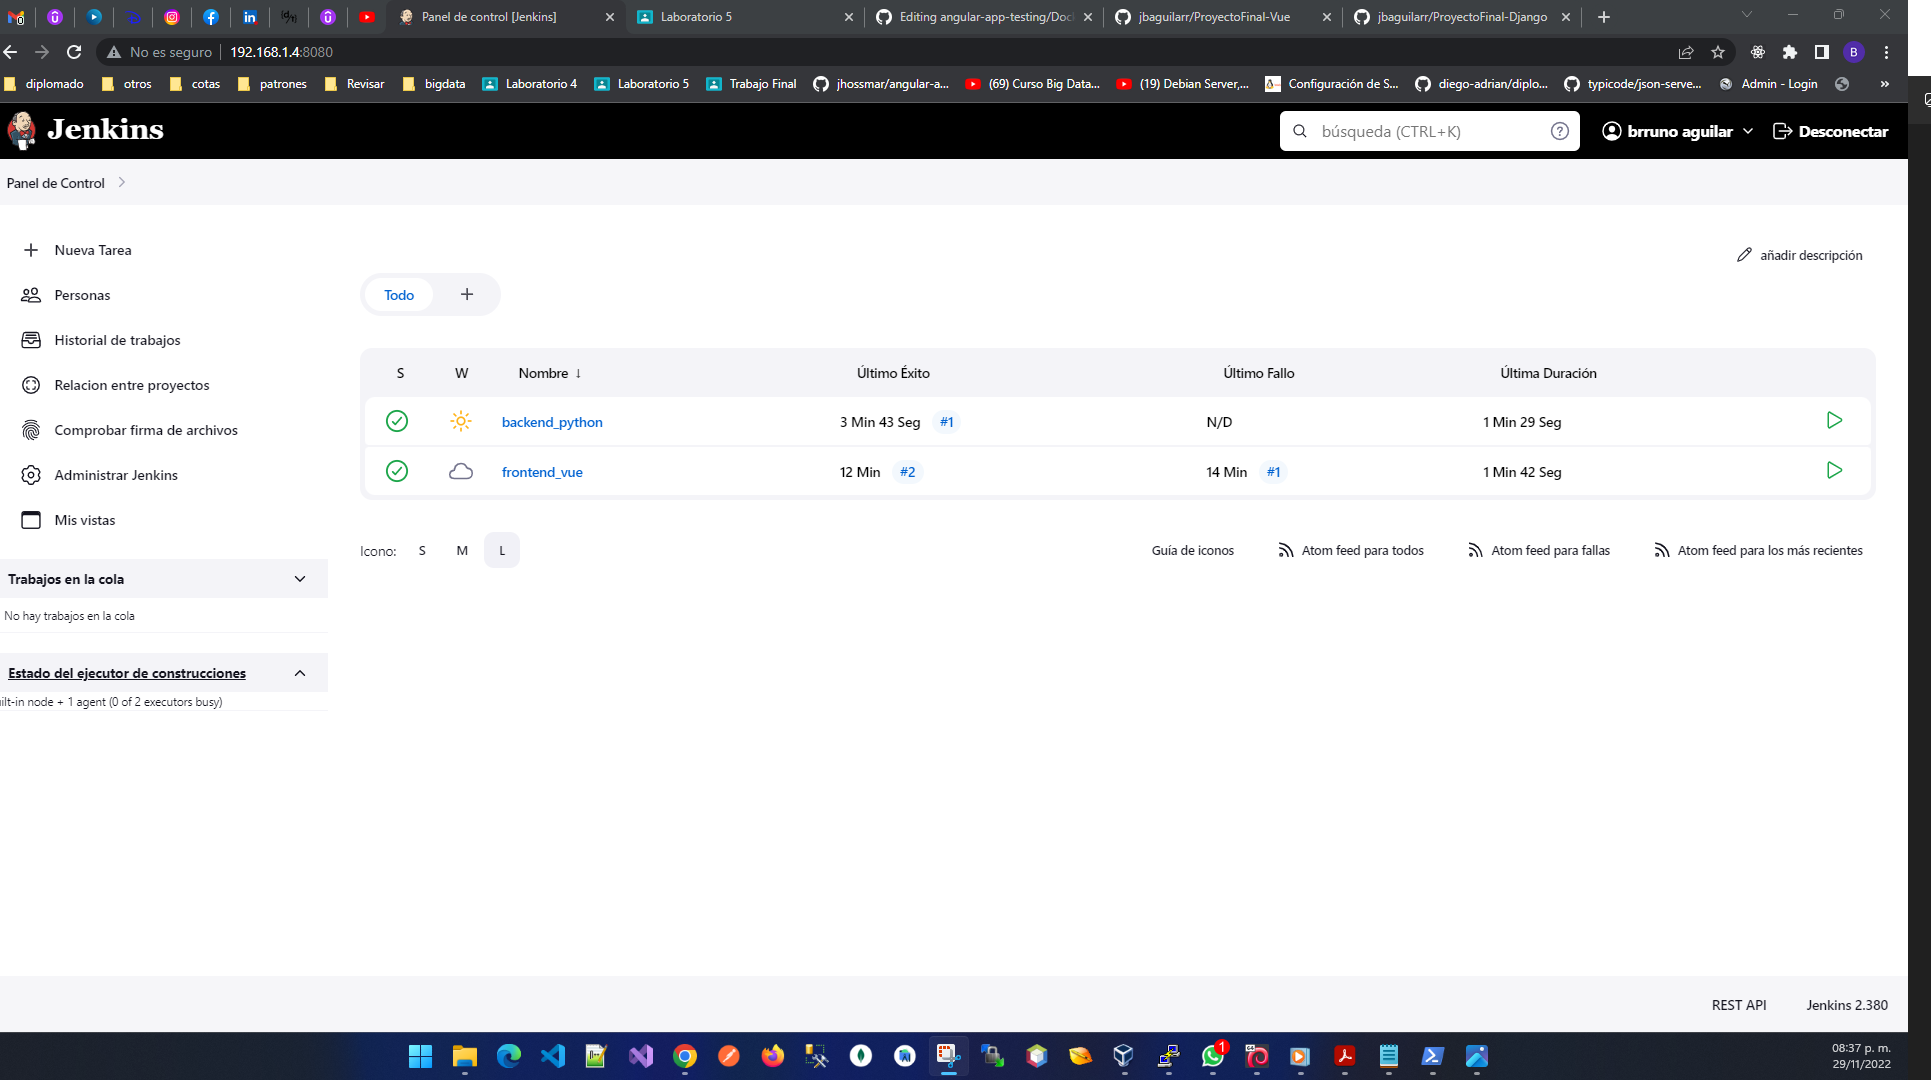 Panel de control [Jenkins]
Laboratorio 5
Editing angular-app-testing/Doc
jbaguilarr/ProyectoFinal-Vue
jbaguilarr/ProyectoFinal-Django
No es seguro
192.168.1.4:8080
B
diplomado
otros
cotas
patrones
Revisar
bigdata
Laboratorio 4
Laboratorio 5
Trabajo Final
jhossmar/angular-a...
(69) Curso Big Data...
(19) Debian Server,...
Configuración de S...
diego-adrian/diplo...
typicode/json-serve...
Admin - Login
»
Jenkins
búsqueda (CTRL+K)
brruno aguilar
Desconectar
Panel de Control
Nueva Tarea
Personas
Historial de trabajos
Relacion entre proyectos
Comprobar firma de archivos
Administrar Jenkins
Mis vistas
Trabajos en la cola
No hay trabajos en la cola
Estado del ejecutor de construcciones
ilt-in node + 1 agent (0 of 2 executors busy)
añadir descripción
Todo +
S W Nombre ↓ Último Éxito Último Fallo Última Duración
backend_python 3 Min 43 Seg #1 N/D 1 Min 29 Seg
frontend_vue 12 Min #2 14 Min #1 1 Min 42 Seg
Icono: S M L
Guía de iconos
Atom feed para todos
Atom feed para fallas
Atom feed para los más recientes
REST API
Jenkins 2.380
1
08:37 p. m.
29/11/2022